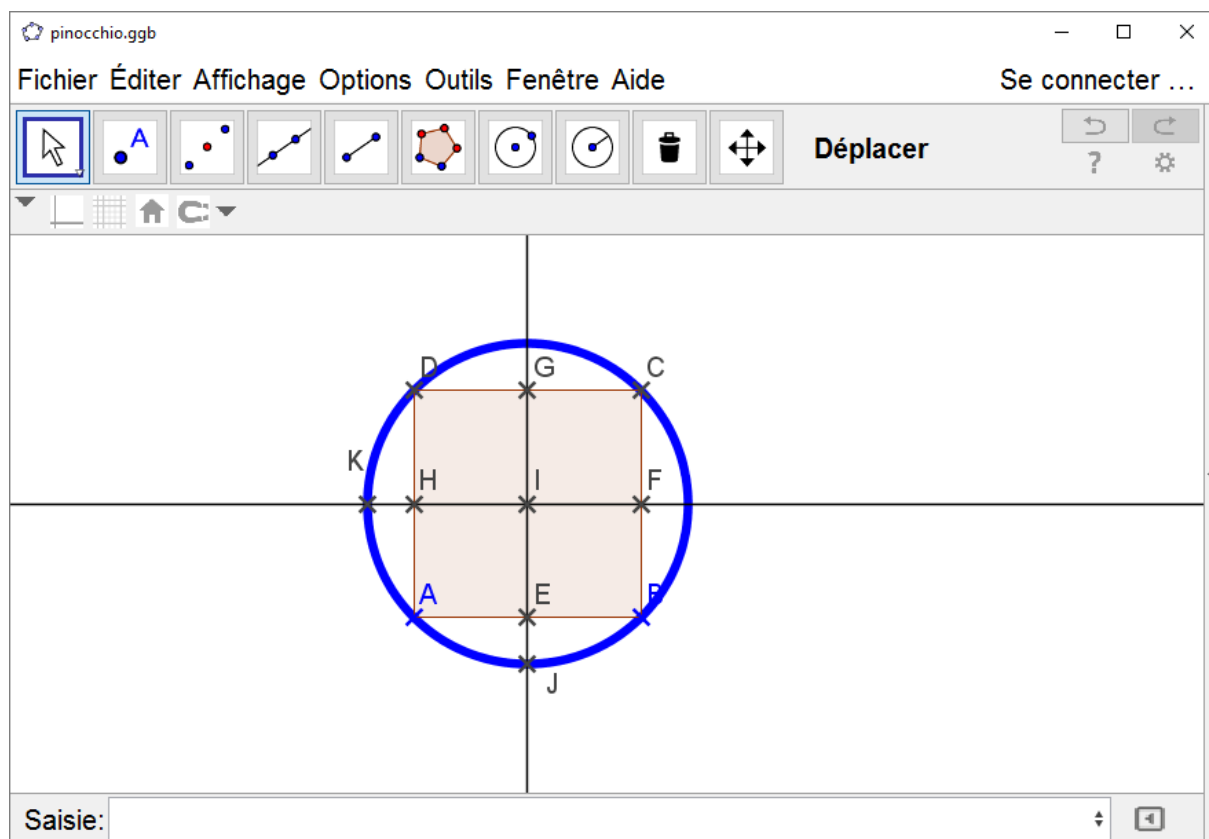 pinocchio.ggb
Fichier Éditer Affichage Options Outils Fenêtre Aide Se connecter ...
A Déplacer ?
D G C
K H I F
A E B
J
Saisie: